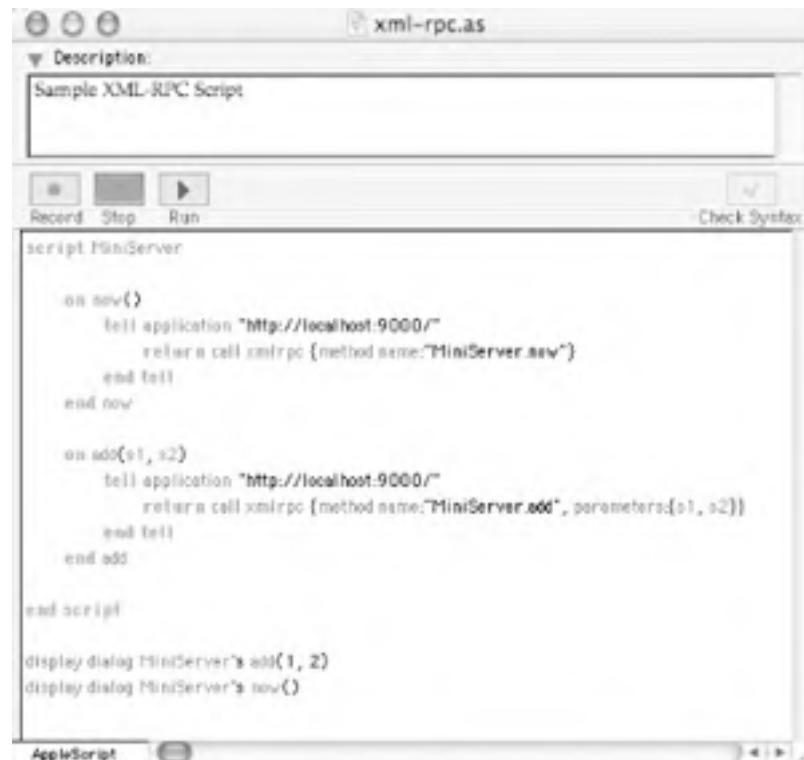 xml-rpc.as
Description:
Sample XML-RPC Script
Record Stop Run Check Syntax
script MiniServer
on now()
tell application "http://localhost:9000/"
return call xmlrpc {method name:"MiniServer.now"}
end tell
end now
on add(s1, s2)
tell application "http://localhost:9000/"
return call xmlrpc {method name:"MiniServer.add", parameters:{s1, s2}}
end tell
end add
end script
display dialog MiniServer's add(1, 2)
display dialog MiniServer's now()
AppleScript